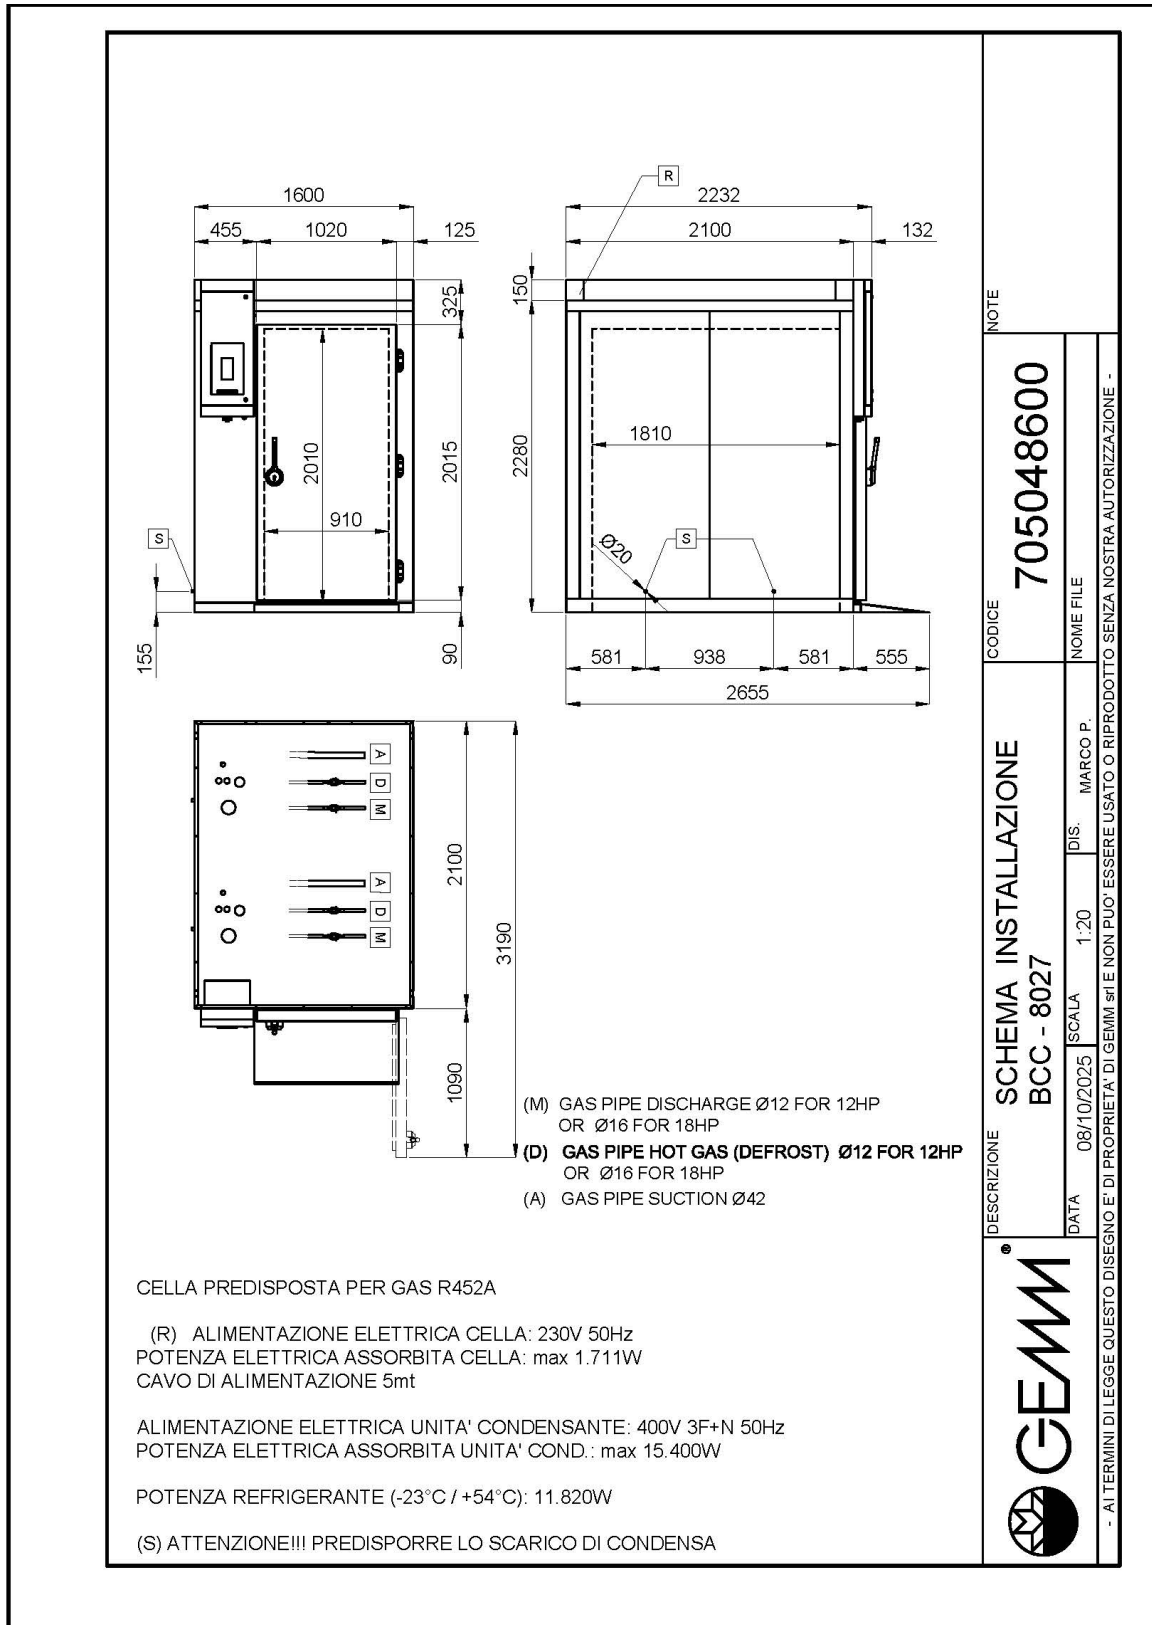 R
1600
455
1020
125
325
2010
2015
910
S
155
90
2232
2100
132
150
2280
1810
Ø20
S
581
938
581
555
2655
A
D
M
A
D
M
2100
3190
1090
(M) GAS PIPE DISCHARGE Ø12 FOR 12HP
OR Ø16 FOR 18HP
(D) GAS PIPE HOT GAS (DEFROST) Ø12 FOR 12HP
OR Ø16 FOR 18HP
(A) GAS PIPE SUCTION Ø42
CELLA PREDISPOSTA PER GAS R452A
(R) ALIMENTAZIONE ELETTRICA CELLA: 230V 50Hz
POTENZA ELETTRICA ASSORBITA CELLA: max 1.711W
CAVO DI ALIMENTAZIONE 5mt
ALIMENTAZIONE ELETTRICA UNITA' CONDENSANTE: 400V 3F+N 50Hz
POTENZA ELETTRICA ASSORBITA UNITA' COND.: max 15.400W
POTENZA REFRIGERANTE (-23°C / +54°C): 11.820W
(S) ATTENZIONE!!! PREDISPORRE LO SCARICO DI CONDENSA
GEMM ®
DESCRIZIONE
SCHEMA INSTALLAZIONE
BCC - 8027
CODICE
705048600
NOTE
DATA 08/10/2025
SCALA 1:20
DIS. MARCO P.
NOME FILE
- AI TERMINI DI LEGGE QUESTO DISEGNO E' DI PROPRIETA' DI GEMM srl E NON PUO' ESSERE USATO O RIPRODOTTO SENZA NOSTRA AUTORIZZAZIONE -